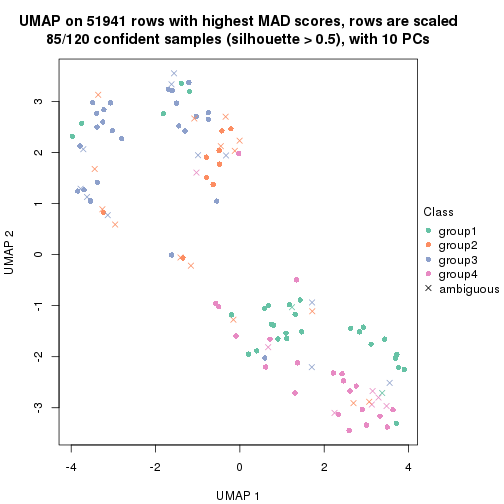 UMAP on 51941 rows with highest MAD scores, rows are scaled
85/120 confident samples (silhouette > 0.5), with 10 PCs
3
2
1
0
-1
-2
-3
UMAP 2
-4
-2
0
2
4
UMAP 1
Class
group1
group2
group3
group4
ambiguous